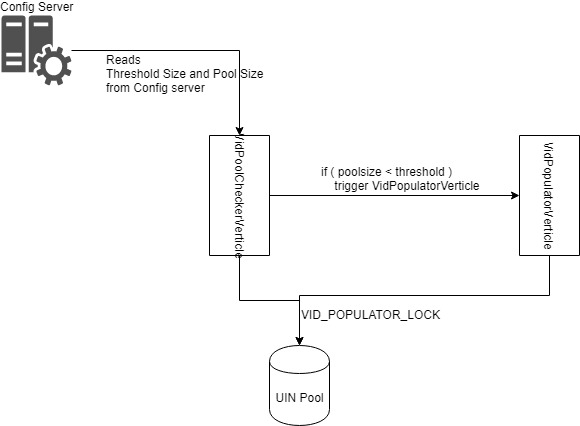 Config Server
Reads
Threshold Size and Pool Size
from Config server
VidPoolCheckerVerticle
if ( poolsize < threshold )
trigger VidPopulatorVerticle
VidPopulatorVerticle
VID_POPULATOR_LOCK
UIN Pool